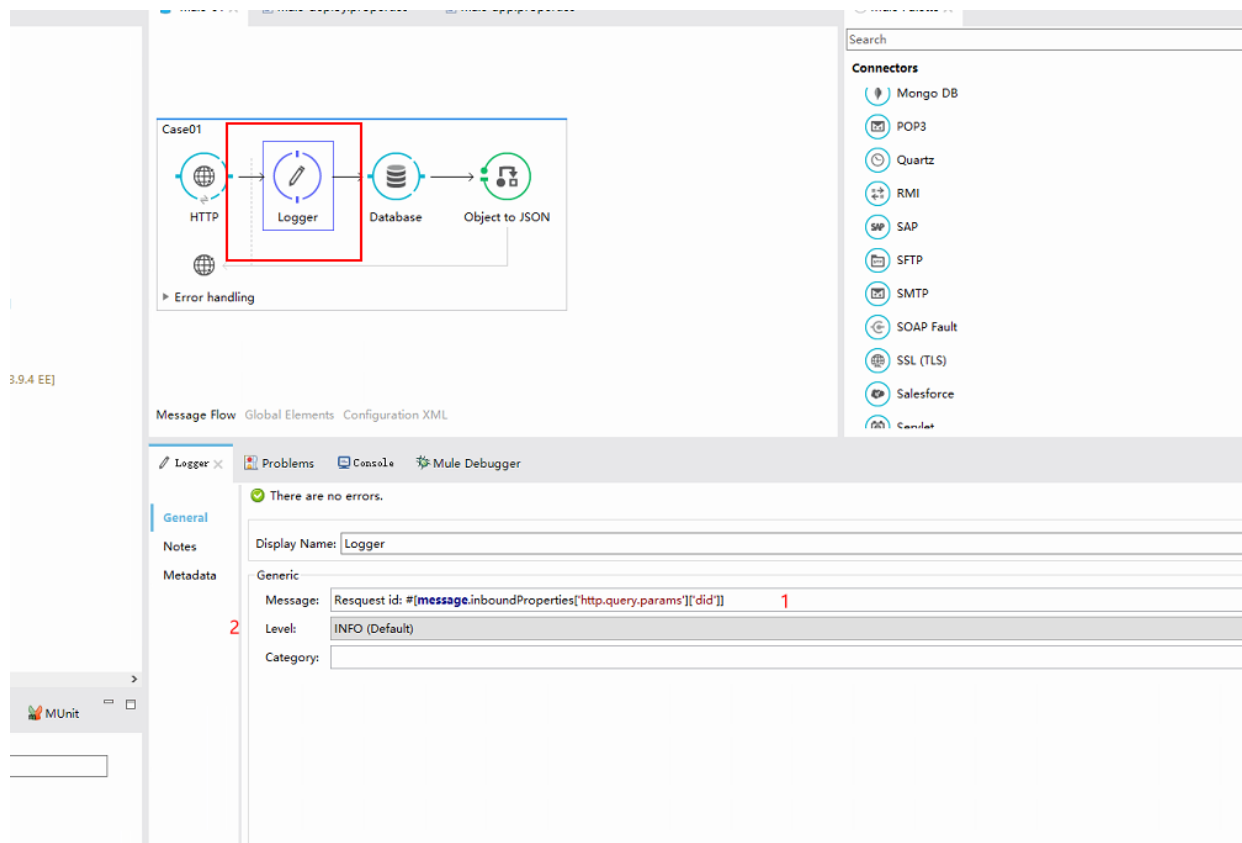 Search
Connectors
Mongo DB
POP3
Quartz
RMI
SAP
SFTP
SMTP
SOAP Fault
SSL (TLS)
Salesforce
Case01
HTTP
Logger
Database
Object to JSON
Error handling
3.9.4 EE]
Message Flow Global Elements Configuration XML
Logger Problems Console Mule Debugger
There are no errors.
General
Notes
Metadata
Display Name: Logger
Generic
Message: Resquest id: #[message.inboundProperties['http.query.params']['did']] 1
2 Level: INFO (Default)
Category:
MUnit